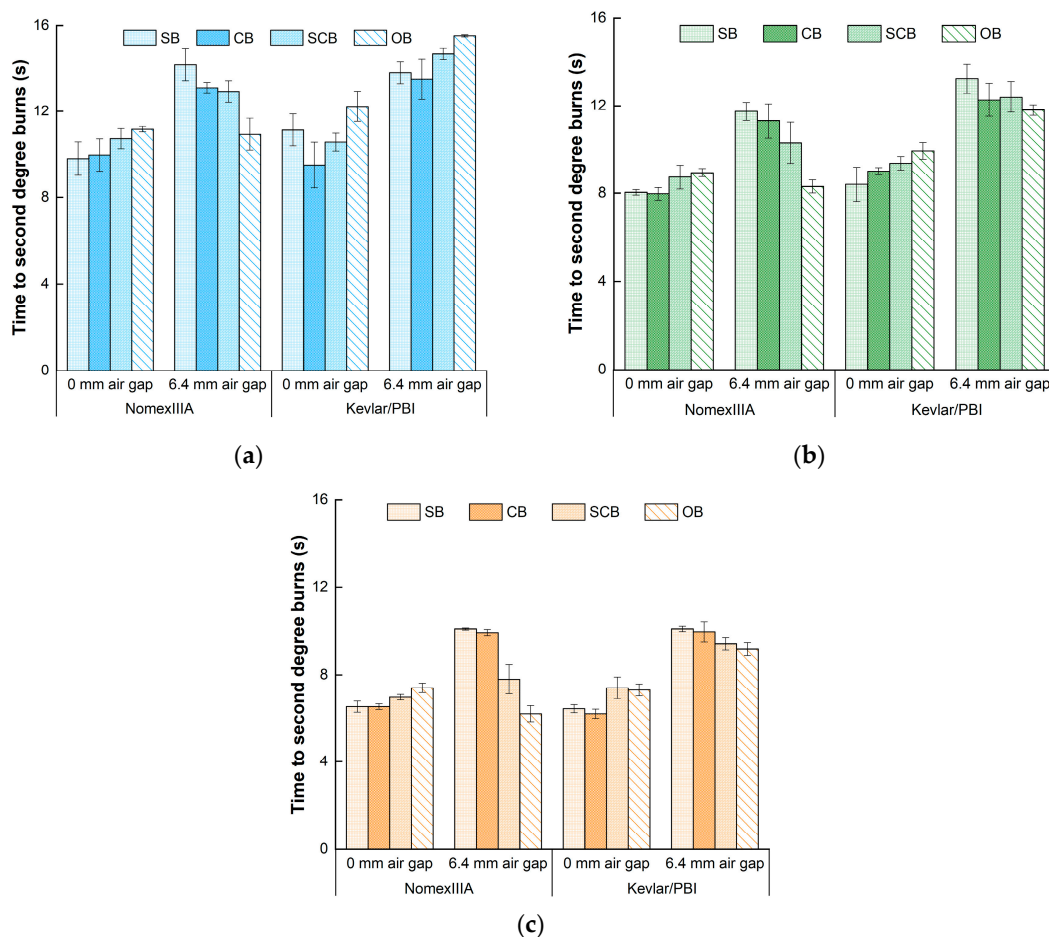 Time to second degree burns (s)
16
12
8
4
0
SB CB SCB OB
0 mm air gap 6.4 mm air gap 0 mm air gap 6.4 mm air gap
NomexIIIA Kevlar/PBI
(a)
Time to second degree burns (s)
16
12
8
4
0
SB CB SCB OB
0 mm air gap 6.4 mm air gap 0 mm air gap 6.4 mm air gap
NomexIIIA Kevlar/PBI
(b)
Time to second degree burns (s)
16
12
8
4
0
SB CB SCB OB
0 mm air gap 6.4 mm air gap 0 mm air gap 6.4 mm air gap
NomexIIIA Kevlar/PBI
(c)